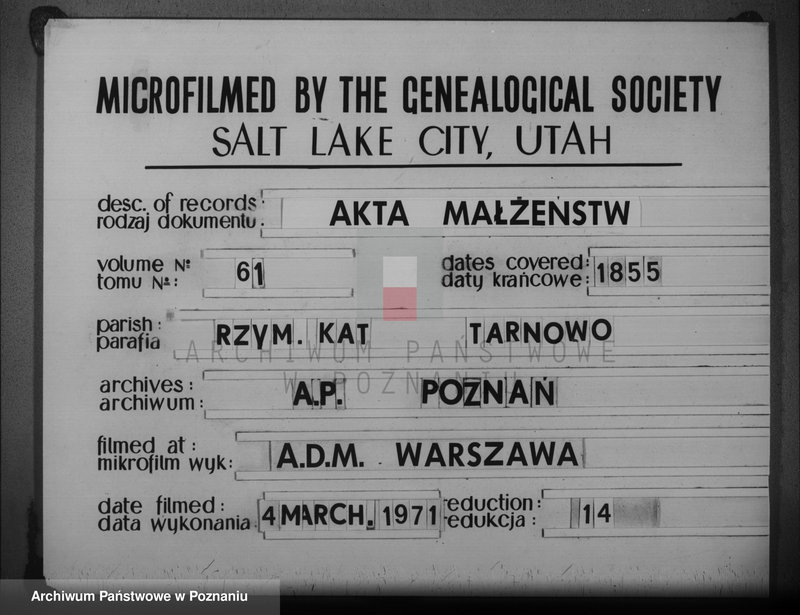 MICROFILMED BY THE GENEALOGICAL SOCIETY
SALT LAKE CITY, UTAH
desc. of records: AKTA MAŁŻEŃSTW
rodzaj dokumentu:
volume №
tomu №: 61
dates covered: 1855
daty krańcowe:
parish: RZYM. KAT TARNOWO
parafia
ARCHIWUM PAŃSTWOWE
W POZNANIU
archives: A.P. POZNAŃ
archiwum:
filmed at: A.D.M. WARSZAWA
mikrofilm wyk:
date filmed: 4 MARCH. 1971
data wykonania
reduction: 14
redukcja:
Archiwum Państwowe w Poznaniu